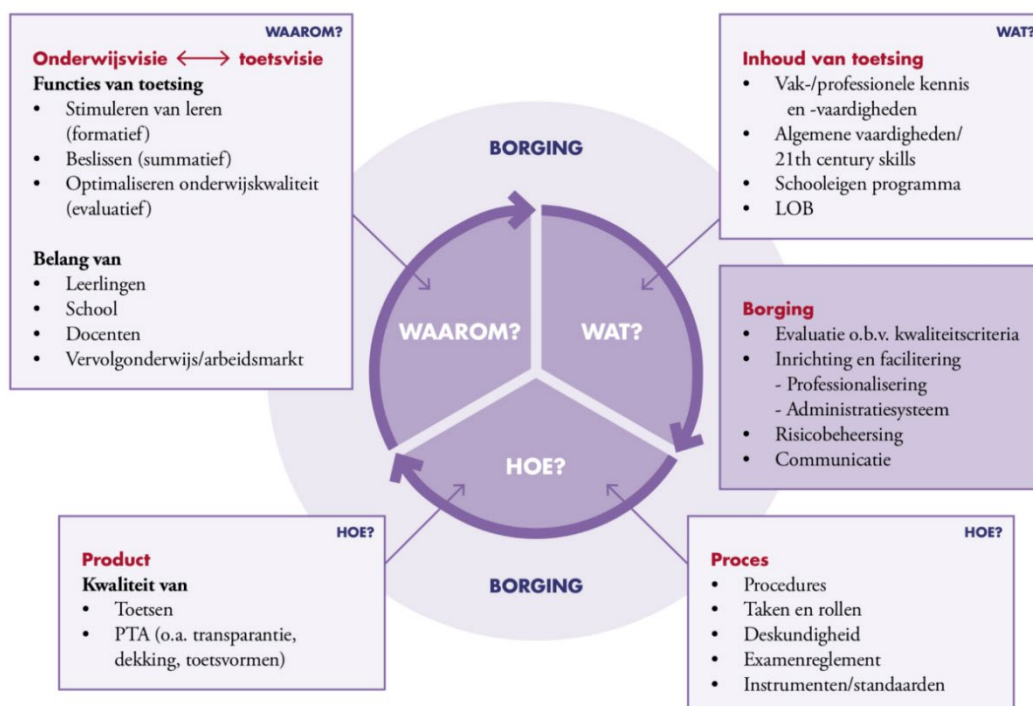 WAAROM?
Onderwijsvisie ⟷ toetsvisie
Functies van toetsing
• Stimuleren van leren
(formatief)
• Beslissen (summatief)
• Optimaliseren onderwijskwaliteit
(evaluatief)
Belang van
• Leerlingen
• School
• Docenten
• Vervolgonderwijs/arbeidsmarkt
WAT?
Inhoud van toetsing
• Vak-/professionele kennis
en -vaardigheden
• Algemene vaardigheden/
21th century skills
• Schooleigen programma
• LOB
BORGING
WAAROM?
WAT?
HOE?
BORGING
Borging
• Evaluatie o.b.v. kwaliteitscriteria
• Inrichting en facilitering
- Professionalisering
- Administratiesysteem
• Risicobeheersing
• Communicatie
HOE?
Product
Kwaliteit van
• Toetsen
• PTA (o.a. transparantie,
dekking, toetsvormen)
HOE?
Proces
• Procedures
• Taken en rollen
• Deskundigheid
• Examenreglement
• Instrumenten/standaarden